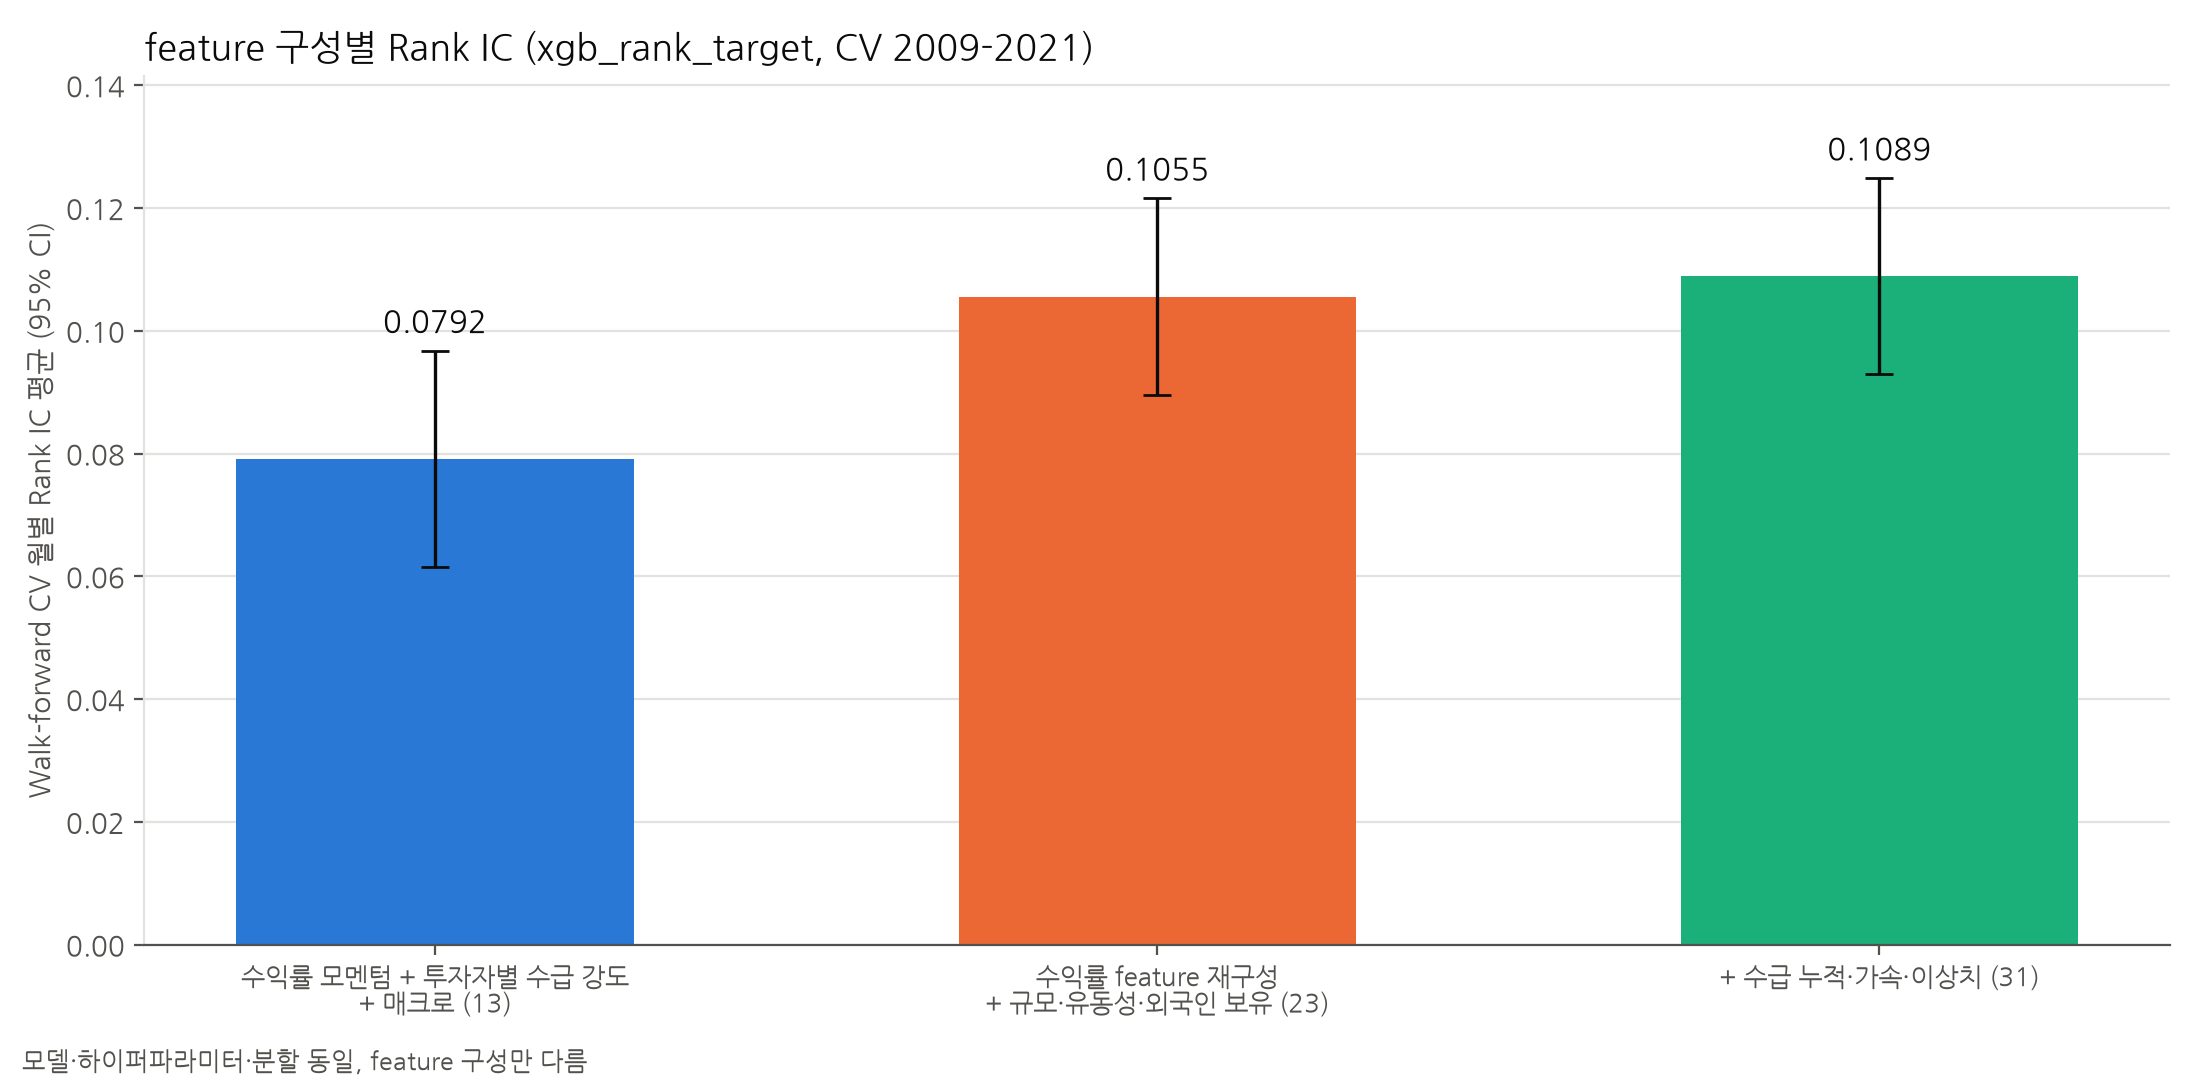 feature 구성별 Rank IC (xgb_rank_target, CV 2009-2021)
Walk-forward CV 월별 Rank IC 평균 (95% CI)
0.14
0.12
0.10
0.08
0.06
0.04
0.02
0.00
0.0792
0.1055
0.1089
수익률 모멘텀 + 투자자별 수급 강도
+ 매크로 (13)
수익률 feature 재구성
+ 규모·유동성·외국인 보유 (23)
+ 수급 누적·가속·이상치 (31)
모델·하이퍼파라미터·분할 동일, feature 구성만 다름